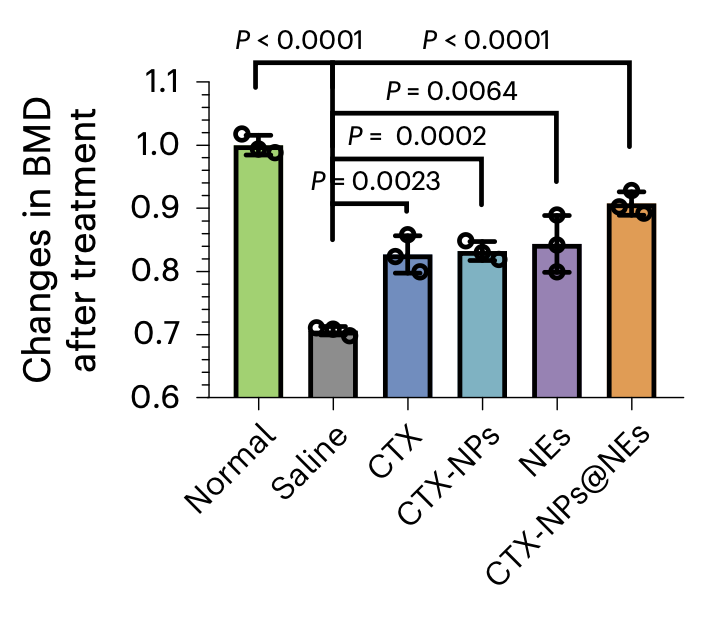 P < 0.0001 P < 0.0001
P = 0.0064
P = 0.0002
P = 0.0023
Changes in BMD
after treatment
1.1
1.0
0.9
0.8
0.7
0.6
Normal
Saline
CTX
CTX-NPs
NEs
CTX-NPs@NEs